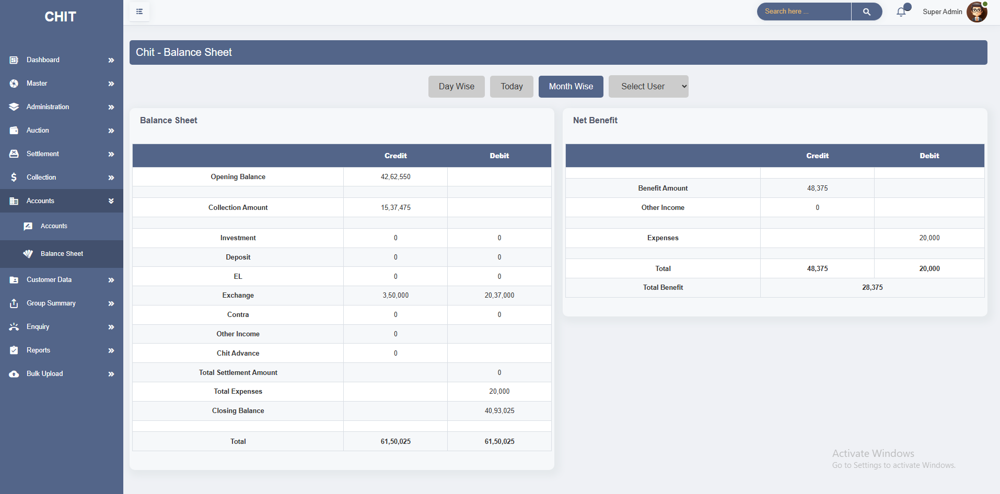 CHIT
Search here ...
Super Admin
Dashboard
Master
Administration
Auction
Settlement
Collection
Accounts
Accounts
Balance Sheet
Customer Data
Group Summary
Enquiry
Reports
Bulk Upload
Chit - Balance Sheet
Day Wise Today Month Wise Select User
Balance Sheet
Credit Debit
Opening Balance 42,62,550
Collection Amount 15,37,475
Investment 0 0
Deposit 0 0
EL 0 0
Exchange 3,50,000 20,37,000
Contra 0 0
Other Income 0
Chit Advance 0
Total Settlement Amount 0
Total Expenses 20,000
Closing Balance 40,93,025
Total 61,50,025 61,50,025
Net Benefit
Credit Debit
Benefit Amount 48,375
Other Income 0
Expenses 20,000
Total 48,375 20,000
Total Benefit 28,375
Activate Windows
Go to Settings to activate Windows.